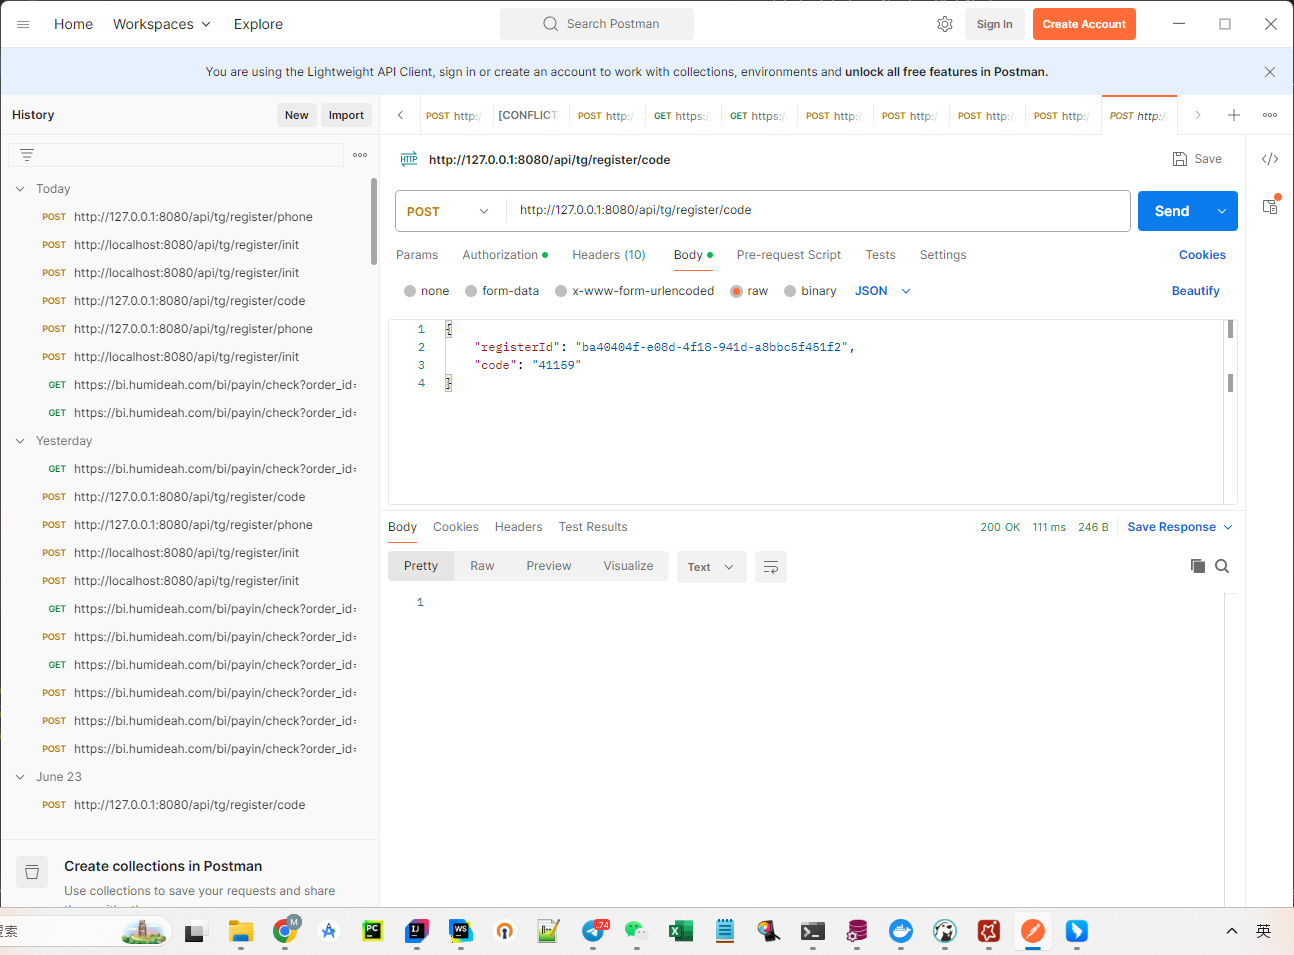 Home Workspaces Explore Search Postman Sign In Create Account
You are using the Lightweight API Client, sign in or create an account to work with collections, environments and unlock all free features in Postman.
History New Import
POST http:/ [CONFLICT POST http:/ GET https:/ GET https:/ POST http:/ POST http:/ POST http:/ POST http:/ POST http:/
HTTP http://127.0.0.1:8080/api/tg/register/code Save </>
POST http://127.0.0.1:8080/api/tg/register/code Send
Params Authorization Headers (10) Body Pre-request Script Tests Settings Cookies
none form-data x-www-form-urlencoded raw binary JSON Beautify
1 {
2 "registerId": "ba40404f-e08d-4f18-941d-a8bbc5f451f2",
3 "code": "41159"
4 }
Body Cookies Headers Test Results 200 OK 111 ms 246 B Save Response
Pretty Raw Preview Visualize Text
1
Today
POST http://127.0.0.1:8080/api/tg/register/phone
POST http://localhost:8080/api/tg/register/init
POST http://localhost:8080/api/tg/register/init
POST http://127.0.0.1:8080/api/tg/register/code
POST http://127.0.0.1:8080/api/tg/register/phone
POST http://localhost:8080/api/tg/register/init
GET https://bi.humideah.com/bi/payin/check?order_id=
GET https://bi.humideah.com/bi/payin/check?order_id=
Yesterday
GET https://bi.humideah.com/bi/payin/check?order_id=
POST http://127.0.0.1:8080/api/tg/register/code
POST http://127.0.0.1:8080/api/tg/register/phone
POST http://localhost:8080/api/tg/register/init
POST http://localhost:8080/api/tg/register/init
GET https://bi.humideah.com/bi/payin/check?order_id=
POST https://bi.humideah.com/bi/payin/check?order_id=
GET https://bi.humideah.com/bi/payin/check?order_id=
POST https://bi.humideah.com/bi/payin/check?order_id=
POST https://bi.humideah.com/bi/payin/check?order_id=
POST https://bi.humideah.com/bi/payin/check?order_id=
June 23
POST http://127.0.0.1:8080/api/tg/register/code
Create collections in Postman
Use collections to save your requests and share
索 M PC IJ WS 74 英